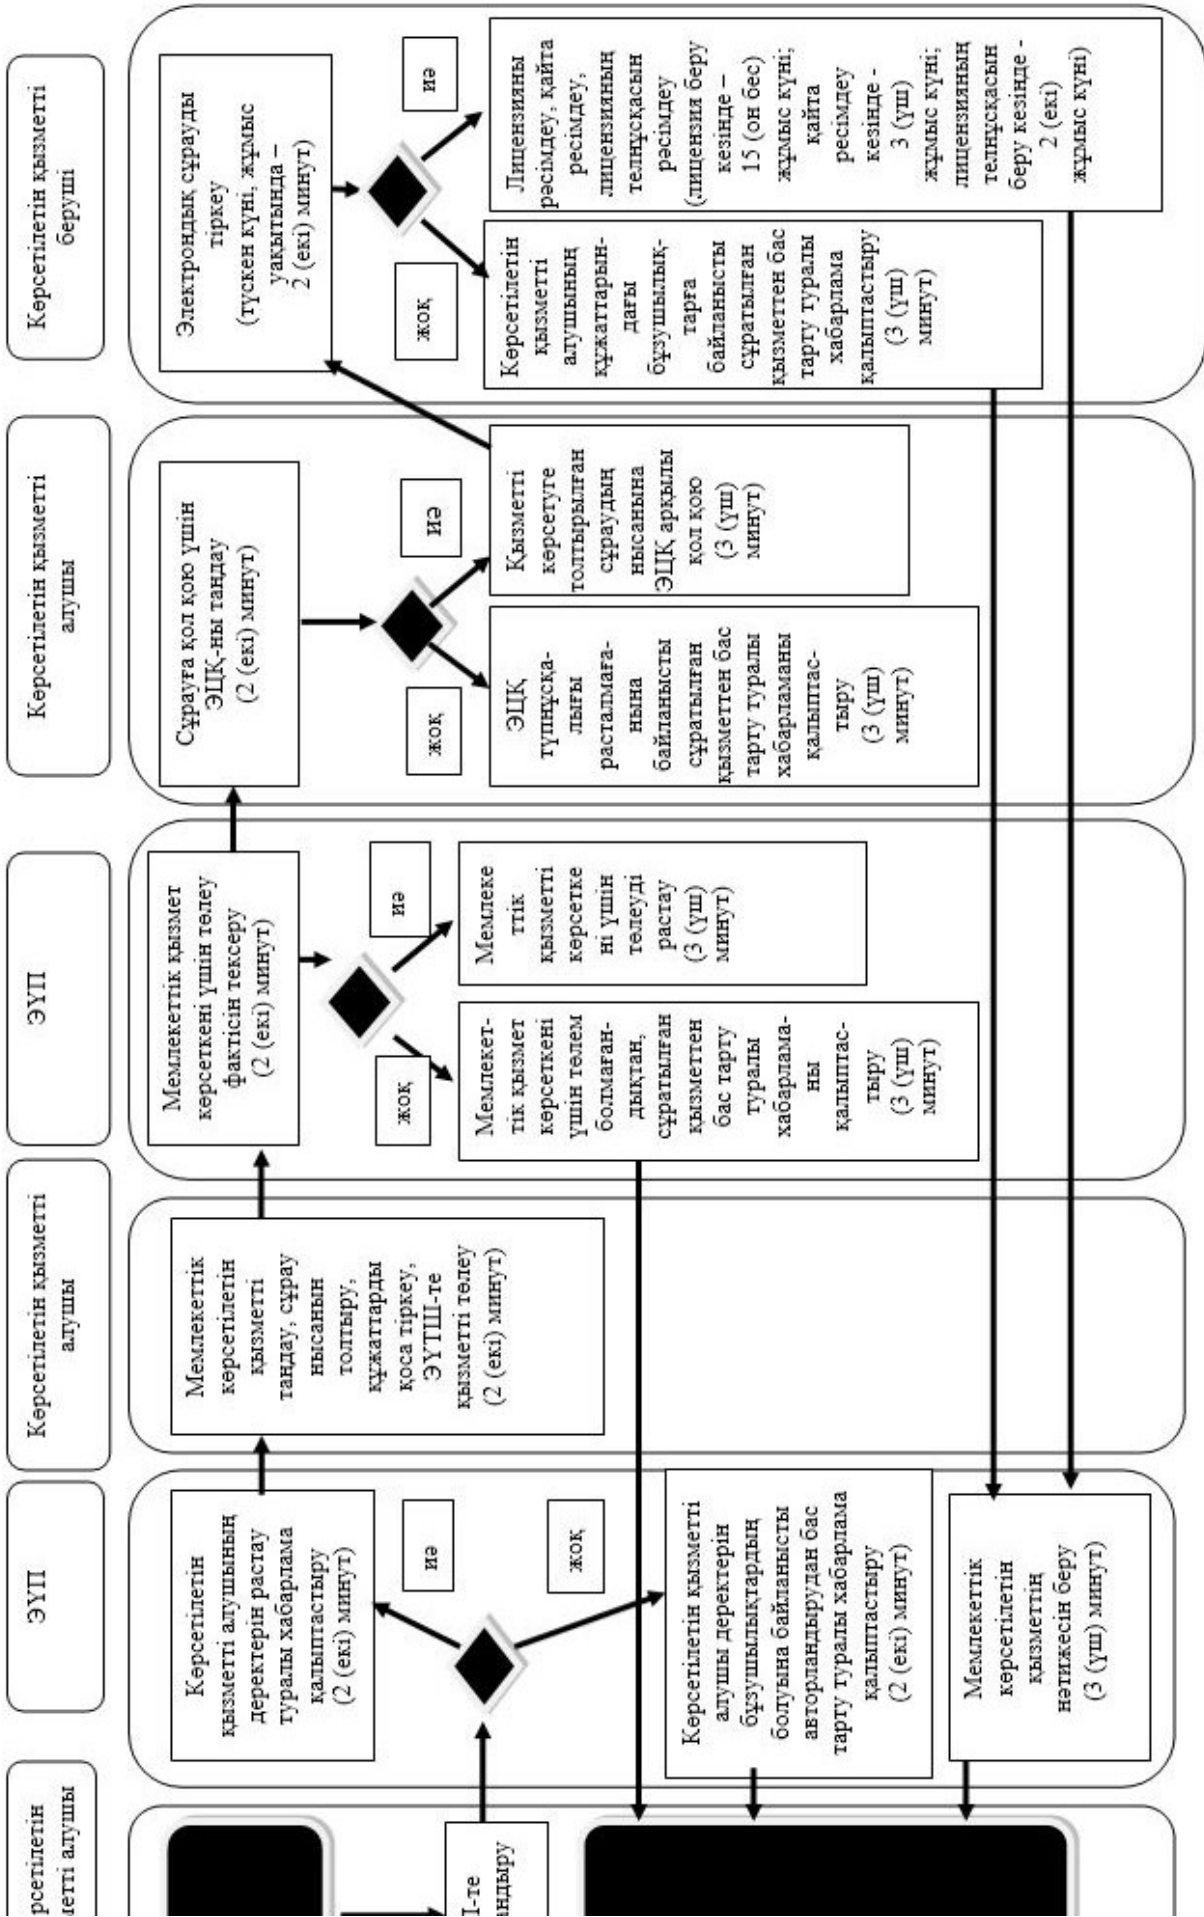 рсетілетін
метті алушы
ЭҮП
Көрсетілетін қызметті
алушы
ЭҮП
Көрсетілетін қызметті
алушы
Көрсетілетін қызметті
беруші
І-те
андыру
Көрсетілетін
қызметті алушының
деректерін растау
туралы хабарлама
қалыптастыру
(2 (екі) минут)
иә
жоқ
Көрсетілетін қызметті
алушы деректерін
бұзушылықтардың
болуына байланысты
авторландырудан бас
тарту туралы хабарлама
қалыптастыру
(2 (екі) минут)
Мемлекеттік
көрсетілетін
қызметтің
нәтижесін беру
(3 (үш) минут)
Мемлекеттік
көрсетілетін
қызметті
таңдау, сұрау
нысанын
толтыру,
құжаттарды
қоса тіркеу,
ЭҮТШ-те
қызметті төлеу
(2 (екі) минут)
Мемлекеттік қызмет
көрсеткені үшін төлеу
фактісін тексеру
(2 (екі) минут)
жоқ
иә
Мемлекет-
тік қызмет
көрсеткені
үшін төлем
болмаған-
дықтан,
сұратылған
қызметтен
бас тарту
туралы
хабарлама-
ны
қалыптас-
тыру
(3 (үш)
минут)
Мемлеке
ттік
қызметті
көрсетке
ні үшін
төлеуді
растау
(3 (үш)
минут)
Сұрауға қол қою үшін
ЭЦҚ-ны таңдау
(2 (екі) минут)
жоқ
иә
ЭЦҚ
түпнұсқа-
лығы
расталмаға-
нына
байланысты
сұратылған
қызметтен бас
тарту туралы
хабарламаны
қалыптас-
тыру
(3 (үш)
минут)
Қызметті
көрсетуге
толтырылған
сұраудың
нысанына
ЭЦҚ арқылы
қол қою
(3 (үш)
минут)
Электрондық сұрауды
тіркеу
(түскен күні, жұмыс
уақытында –
2 (екі) минут)
жоқ
иә
Көрсетілетін
қызметті
алушының
құжаттарын-
дағы
бұзушылық-
тарға
байланысты
сұратылған
қызметтен бас
тарту туралы
хабарлама
қалыптастыру
(3 (үш)
минут)
Лицензияны
рәсімдеу, қайта
ресімдеу,
лицензияның
телнұсқасын
рәсімдеу
(лицензия беру
кезінде –
15 (он бес)
жұмыс күні;
қайта
ресімдеу
кезінде -
3 (үш)
жұмыс күні;
лицензияның
телнұсқасын
беру кезінде -
2 (екі)
жұмыс күні)